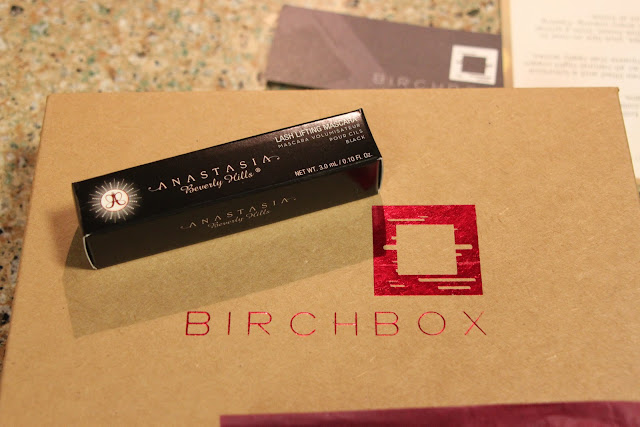 BIRCHBOX
LASH LIFTING MASCARA
MASCARA VOLUMISATEUR
POUR CILS
BLACK
ANASTASIA
Beverly Hills®
NET WT. 3.0 mL / 0.10 Fl. Oz.
ANASTASIA
Beverly Hills
BIRCHBOX